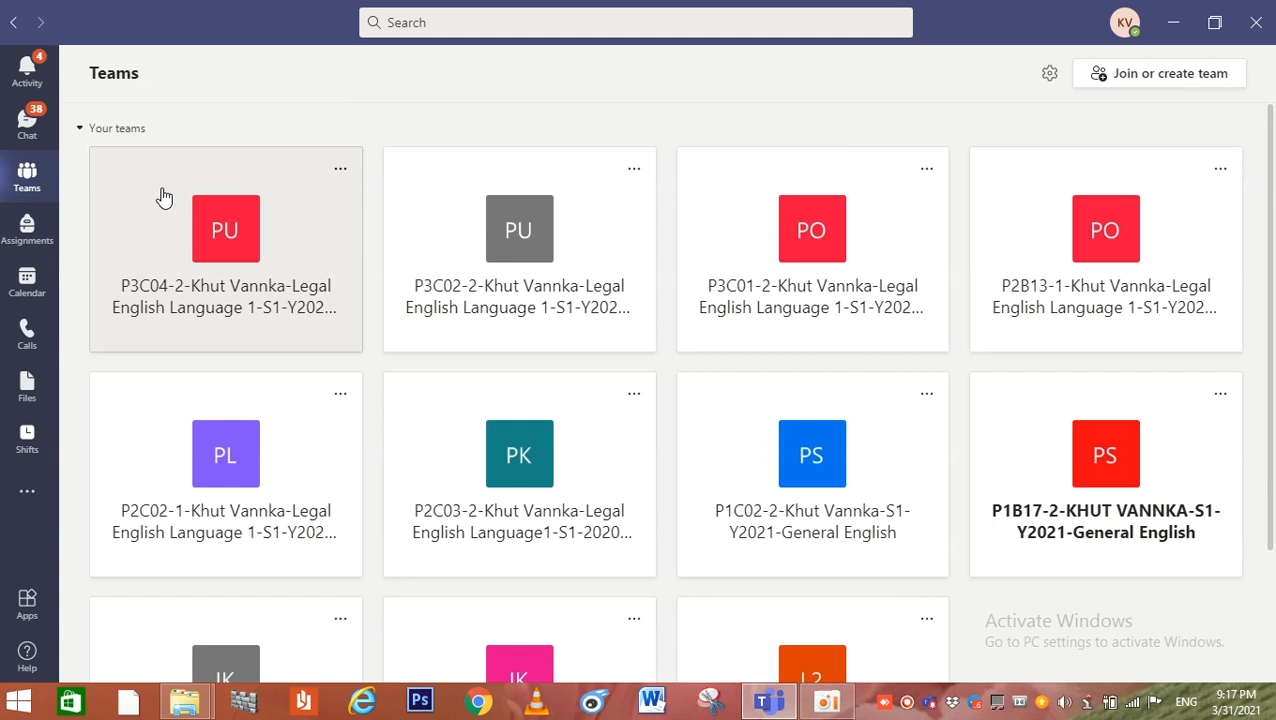 Search
KV
4
Activity
38
Chat
Teams
Assignments
Calendar
Calls
Files
Shifts
Apps
Help
Teams
Join or create team
Your teams
PU
P3C04-2-Khut Vannka-Legal
English Language 1-S1-Y202...
PU
P3C02-2-Khut Vannka-Legal
English Language 1-S1-Y202...
PO
P3C01-2-Khut Vannka-Legal
English Language 1-S1-Y202...
PO
P2B13-1-Khut Vannka-Legal
English Language 1-S1-Y202...
PL
P2C02-1-Khut Vannka-Legal
English Language 1-S1-Y202...
PK
P2C03-2-Khut Vannka-Legal
English Language1-S1-2020...
PS
P1C02-2-Khut Vannka-S1-
Y2021-General English
PS
P1B17-2-KHUT VANNKA-S1-
Y2021-General English
L2
Activate Windows
Go to PC settings to activate Windows.
Ps
ENG
9:17 PM
3/31/2021